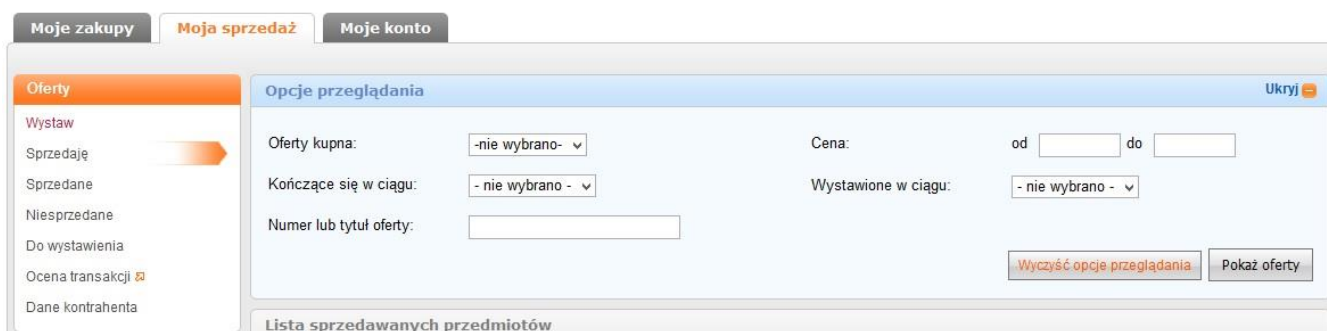 Moje zakupy Moja sprzedaż Moje konto
Oferty
Wystaw
Sprzedaję
Sprzedane
Niesprzedane
Do wystawienia
Ocena transakcji
Dane kontrahenta
Opcje przeglądania Ukryj
Oferty kupna: -nie wybrano- Cena: od do
Kończące się w ciągu: - nie wybrano - Wystawione w ciągu: - nie wybrano -
Numer lub tytuł oferty:
Wyczyść opcje przeglądania Pokaż oferty
Lista sprzedawanych przedmiotów